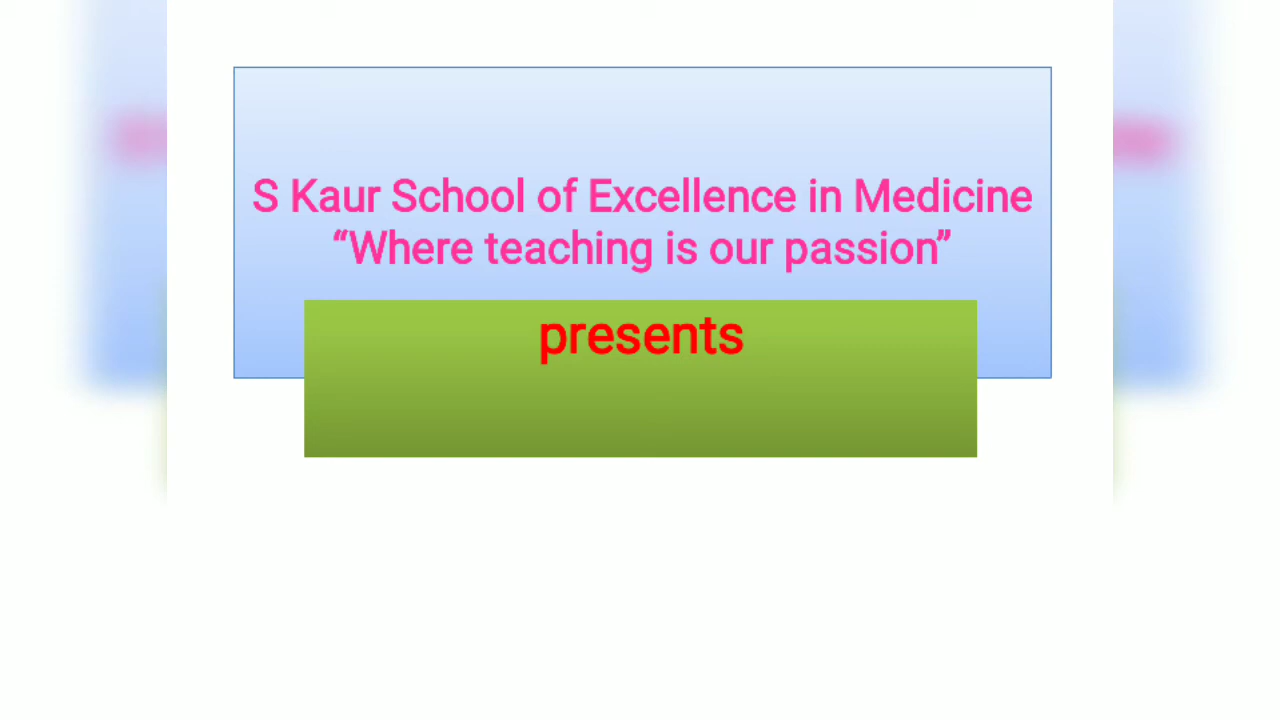 S Kaur School of Excellence in Medicine
“Where teaching is our passion”
presents